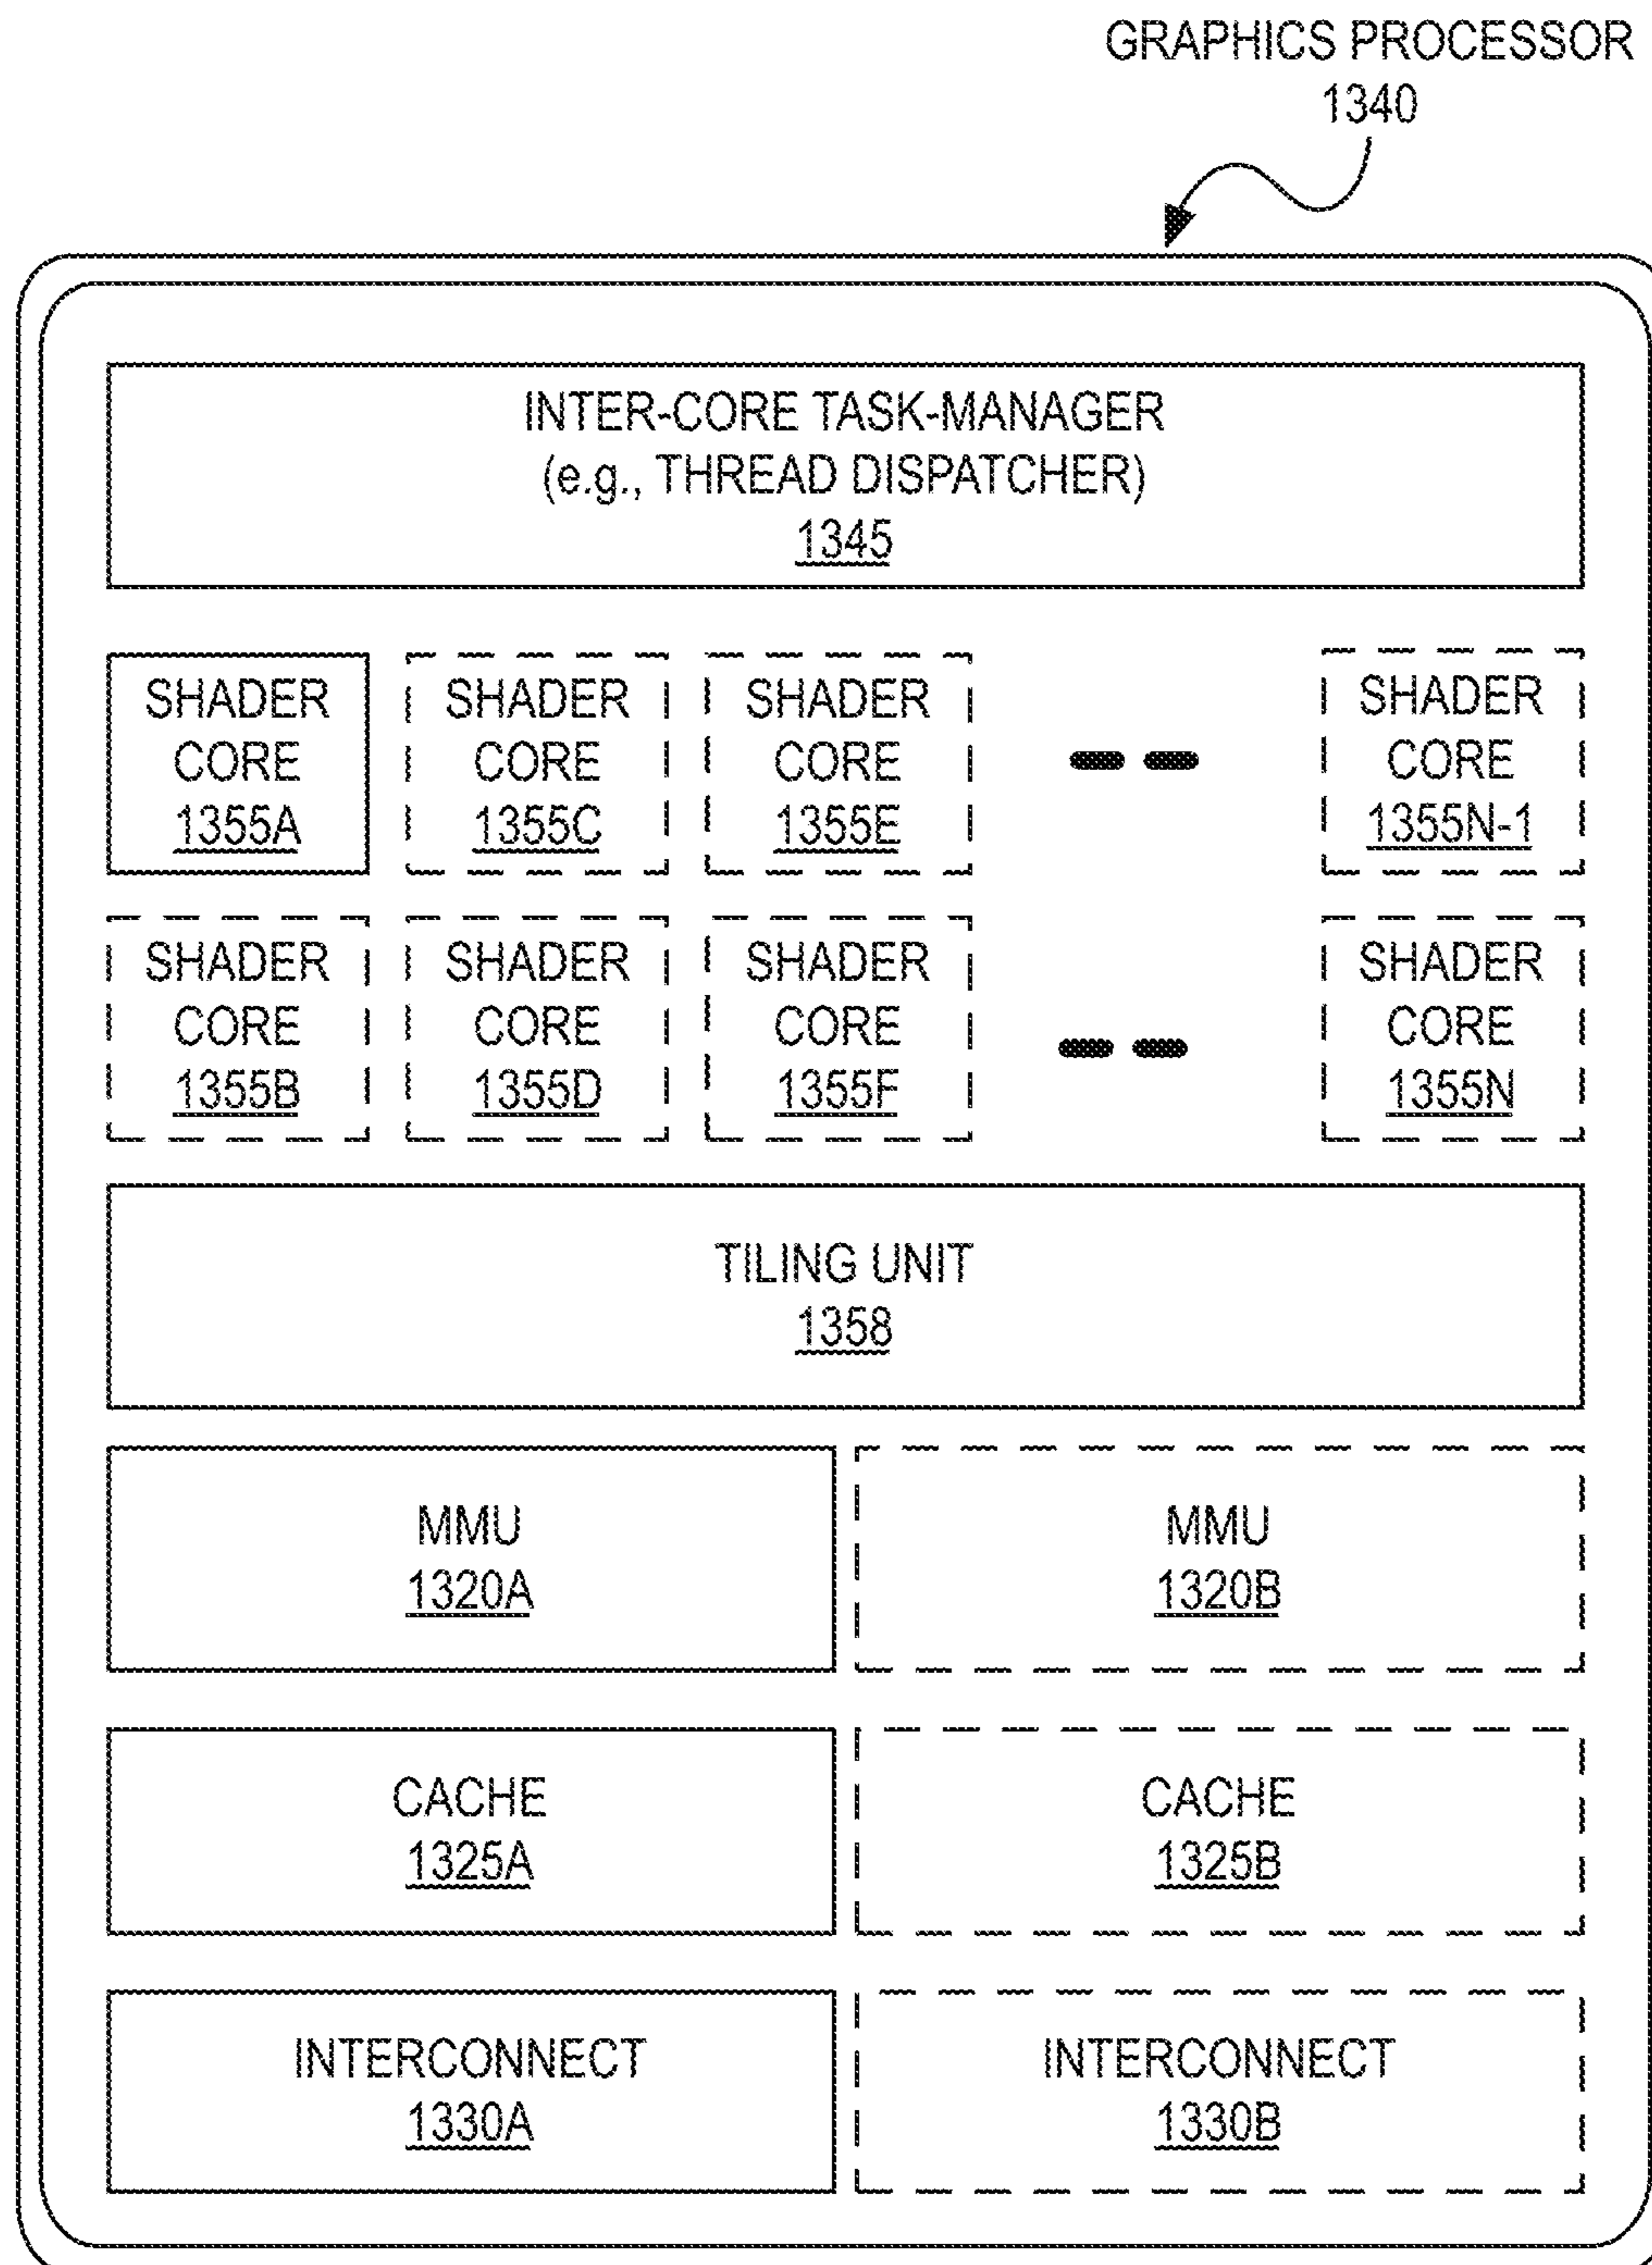 GRAPHICS PROCESSOR
1340
INTER-CORE TASK-MANAGER
(e.g., THREAD DISPATCHER)
1345
SHADER
CORE
1355A
SHADER
CORE
1355C
SHADER
CORE
1355E
SHADER
CORE
1355N-1
SHADER
CORE
1355B
SHADER
CORE
1355D
SHADER
CORE
1355F
SHADER
CORE
1355N
TILING UNIT
1358
MMU
1320A
MMU
1320B
CACHE
1325A
CACHE
1325B
INTERCONNECT
1330A
INTERCONNECT
1330B